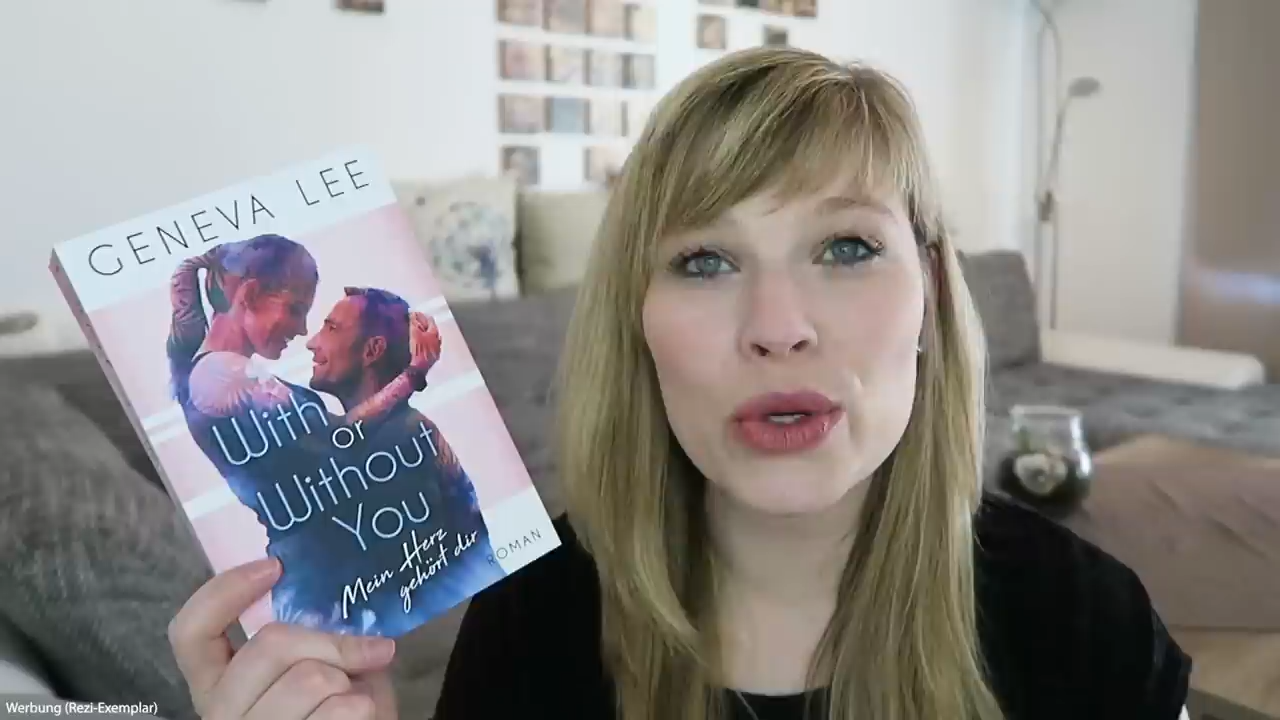 GENEVA LEE
With
or
Without
You
Mein Herz
gehört dir
ROMAN
Werbung (Rezi-Exemplar)